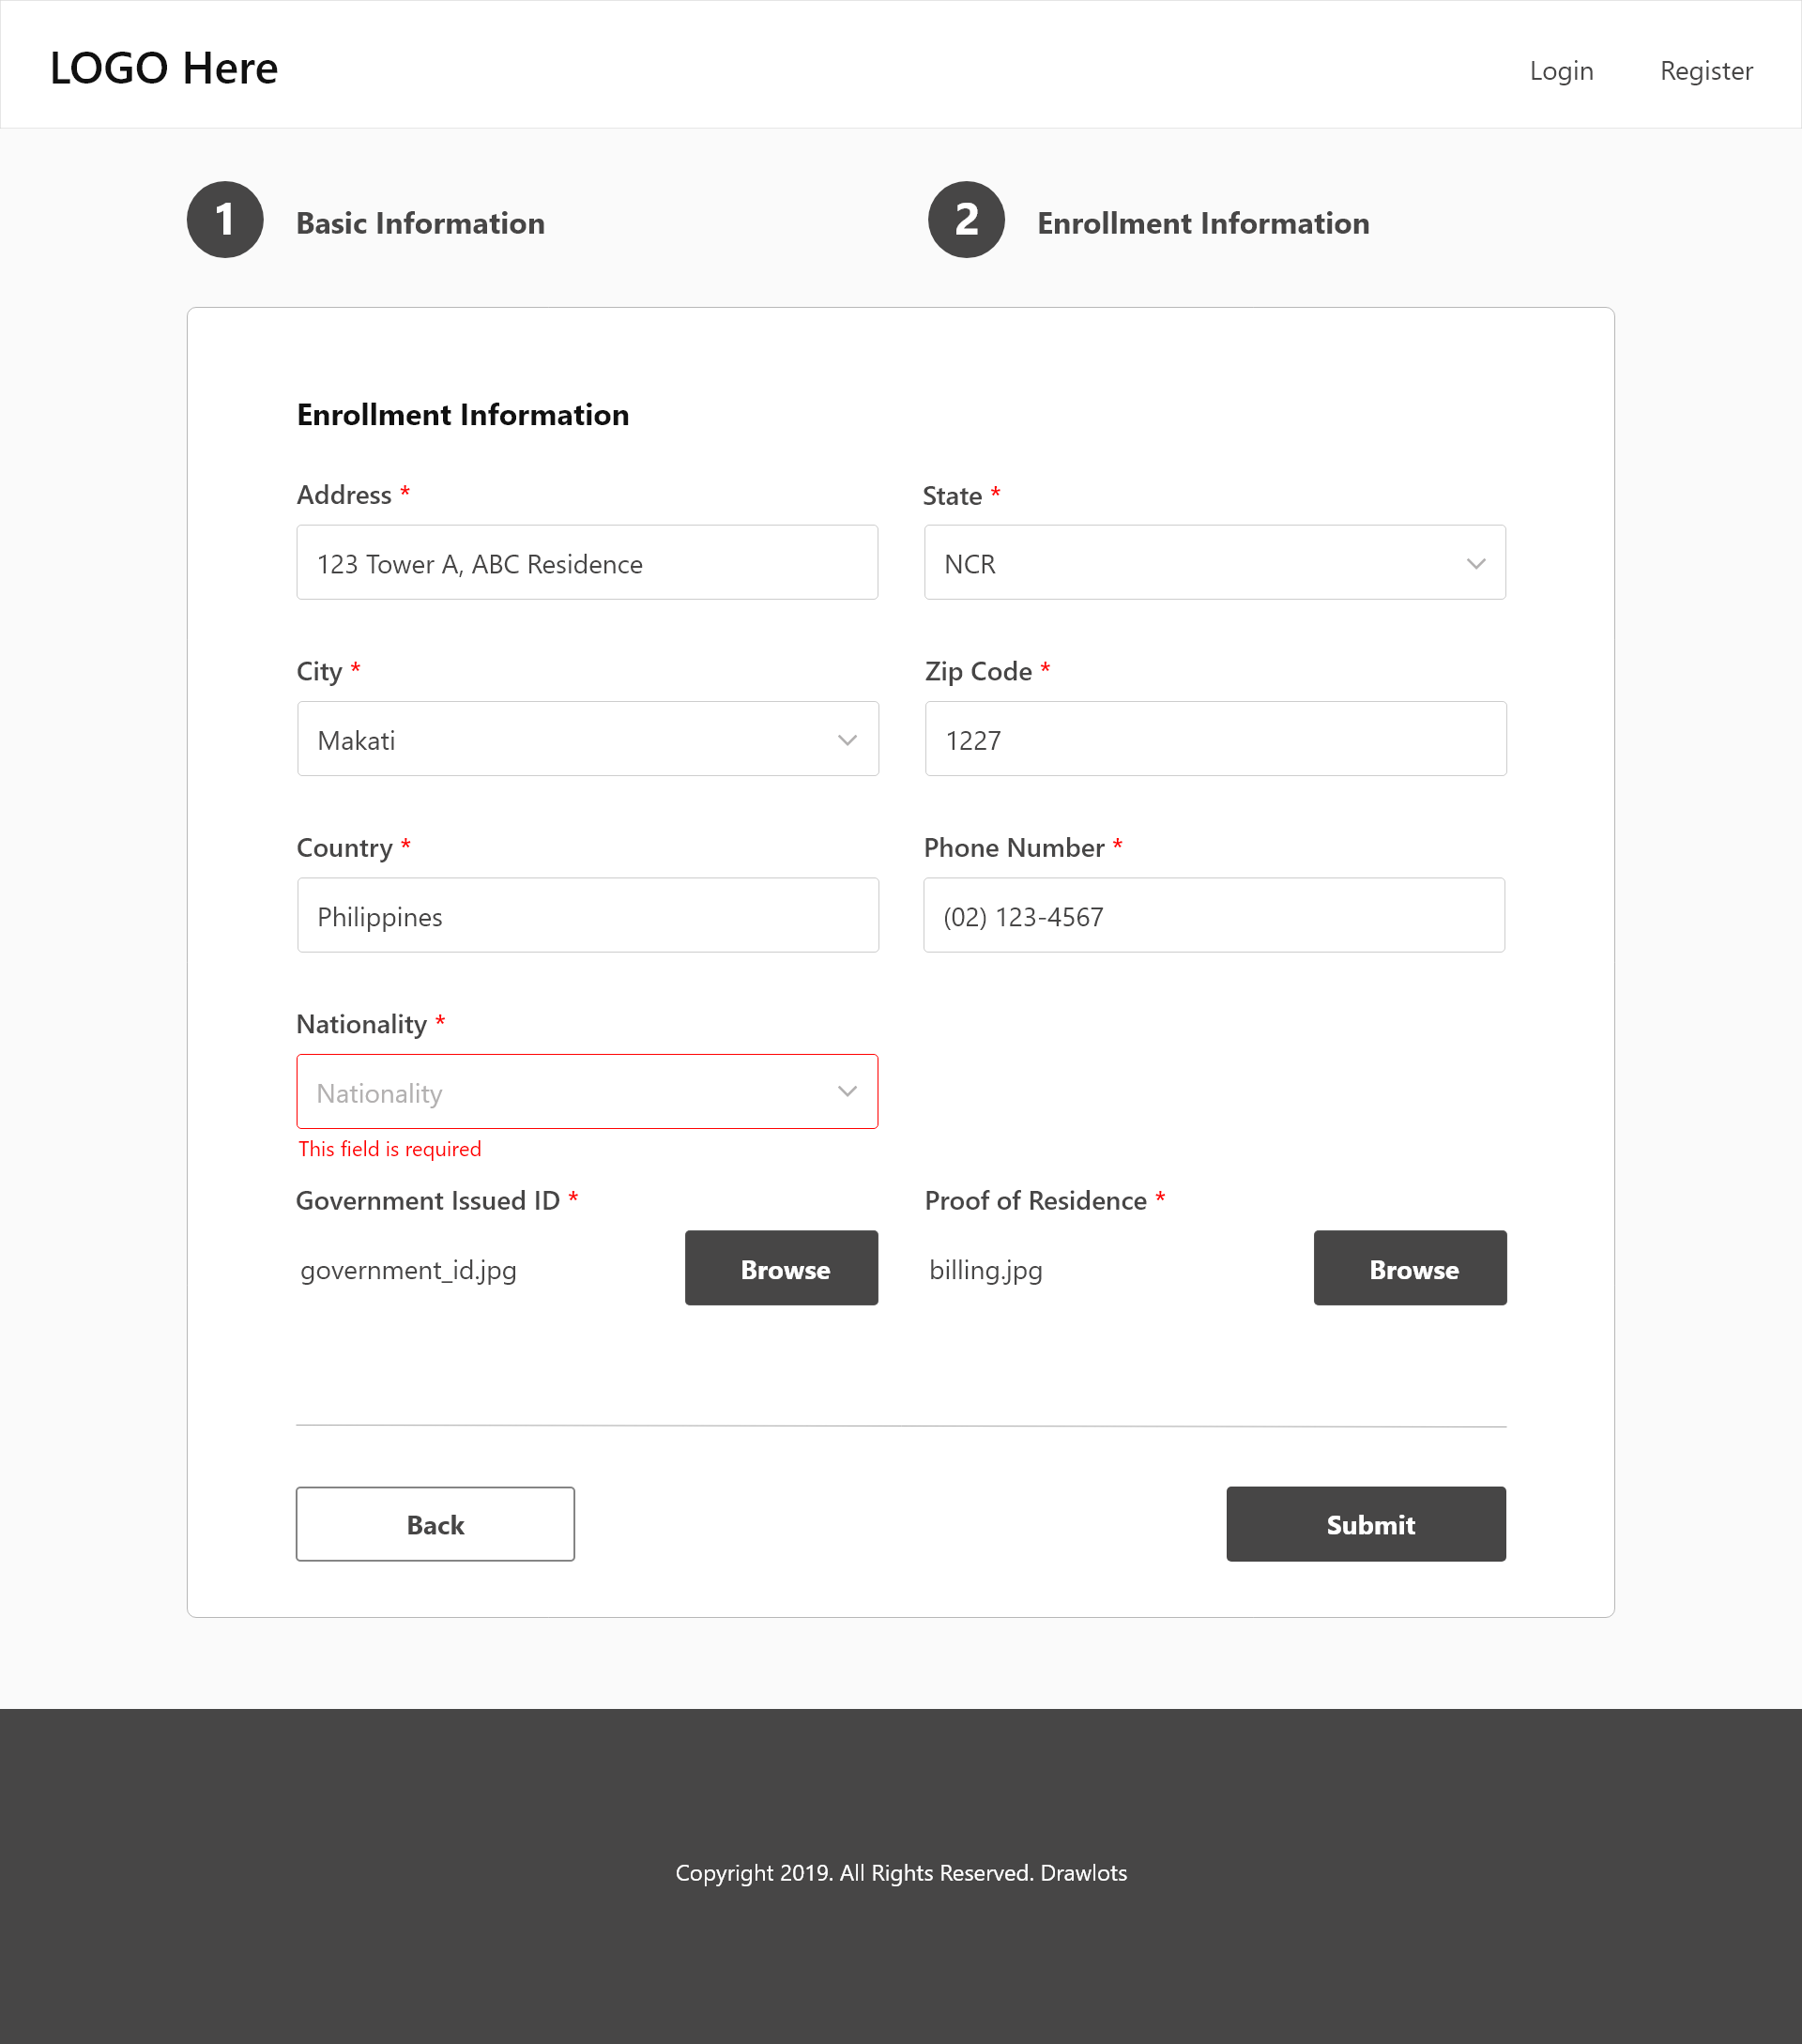 LOGO Here
Login
Register
1
Basic Information
2
Enrollment Information
Enrollment Information
Address *
State *
123 Tower A, ABC Residence
NCR
City *
Zip Code *
Makati
1227
Country *
Phone Number *
Philippines
(02) 123-4567
Nationality *
Nationality
This field is required
Government Issued ID *
Proof of Residence *
government_id.jpg
Browse
billing.jpg
Browse
Back
Submit
Copyright 2019. All Rights Reserved. Drawlots